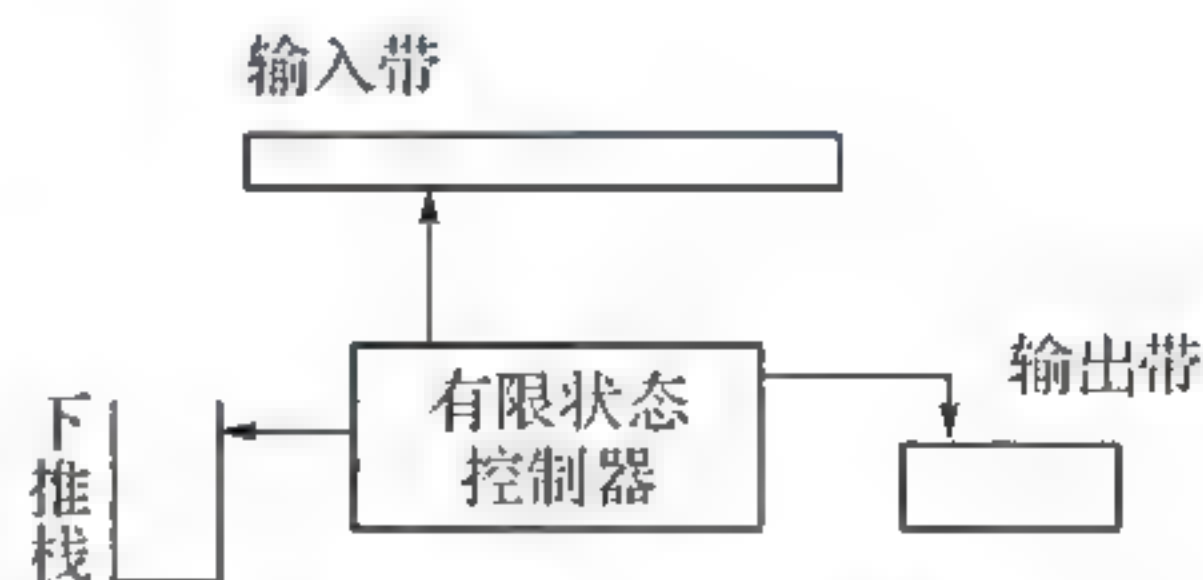 输入带
有限状态
控制器
输出带
下推栈